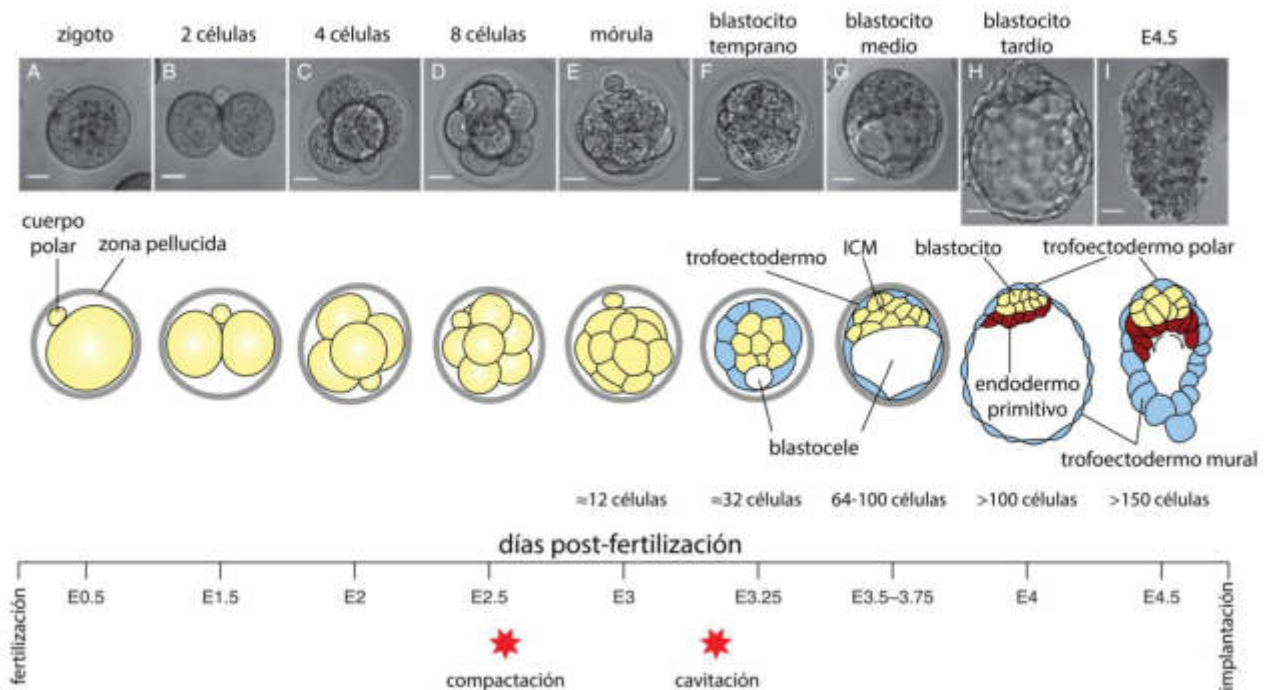 zigoto
2 células
4 células
8 células
mórula
blastocito
temprano
blastocito
medio
blastocito
tardio
E4.5
A
B
C
D
E
F
G
H
I
cuerpo
polar
zona pellucida
trofoectodermo
ICM
blastocito
trofoectodermo polar
endodermo
primitivo
blastocele
trofoectodermo mural
≈12 células
≈32 células
64-100 células
>100 células
>150 células
días post-fertilización
fertilización
E0.5
E1.5
E2
E2.5
E3
E3.25
E3.5–3.75
E4
E4.5
implantación
compactación
cavitación